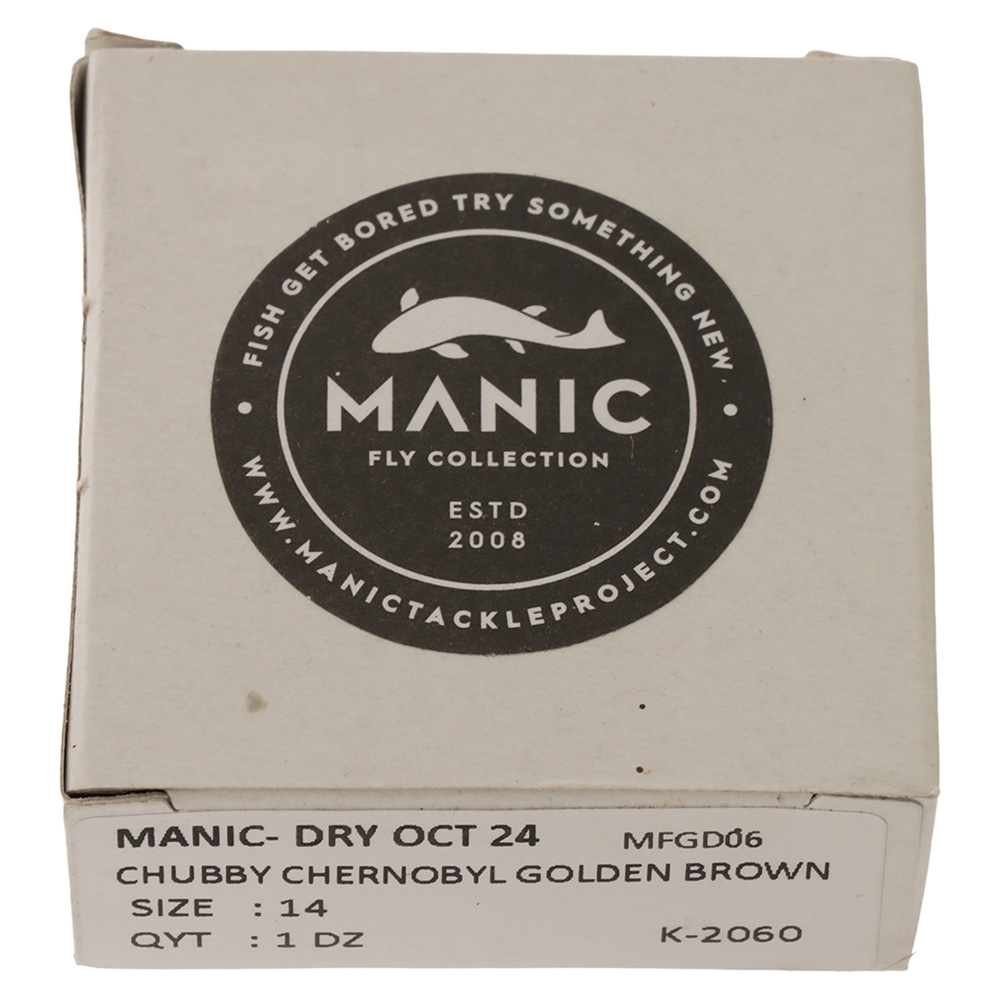 FISH GET BORED TRY SOMETHING NEW.
MANIC
FLY COLLECTION
ESTD
2008
WWW.MANICTACKLEPROJECT.COM
MANIC- DRY OCT 24 MFGD06
CHUBBY CHERNOBYL GOLDEN BROWN
SIZE : 14
QYT : 1 DZ K-2060